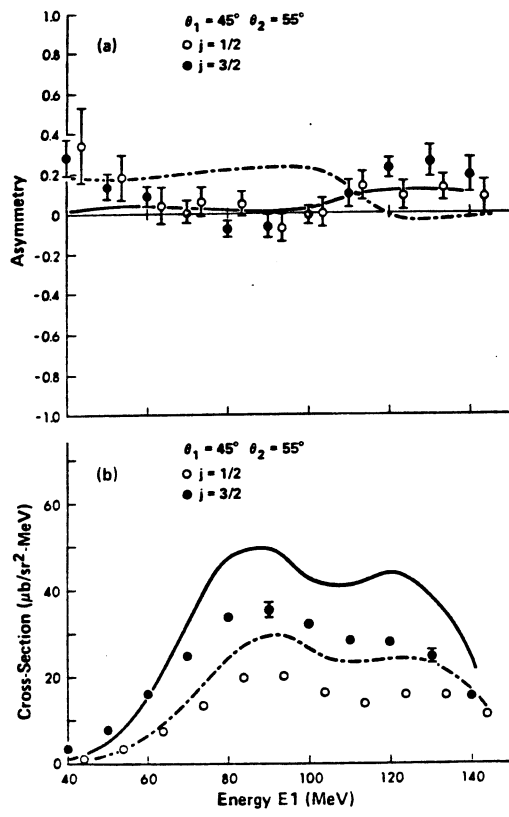 θ1 = 45° θ2 = 55°
(a)
j = 1/2
j = 3/2
1.0
0.8
0.6
0.4
0.2
0
-0.2
-0.4
-0.6
-0.8
-1.0
Asymmetry
θ1 = 45° θ2 = 55°
(b)
j = 1/2
j = 3/2
60
40
20
0
Cross-Section (μb/sr²-MeV)
40 60 80 100 120 140
Energy E1 (MeV)